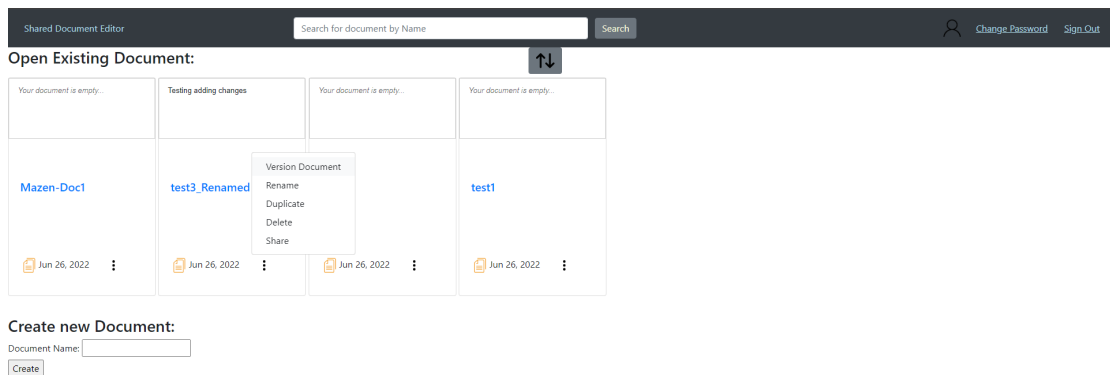 Shared Document Editor
Search for document by Name
Search
Change Password
Sign Out
Open Existing Document:
Your document is empty...
Testing adding changes
Your document is empty...
Your document is empty...
Mazen-Doc1
test3_Renamed
test1
Version Document
Rename
Duplicate
Delete
Share
Jun 26, 2022
Jun 26, 2022
Jun 26, 2022
Jun 26, 2022
Create new Document:
Document Name:
Create